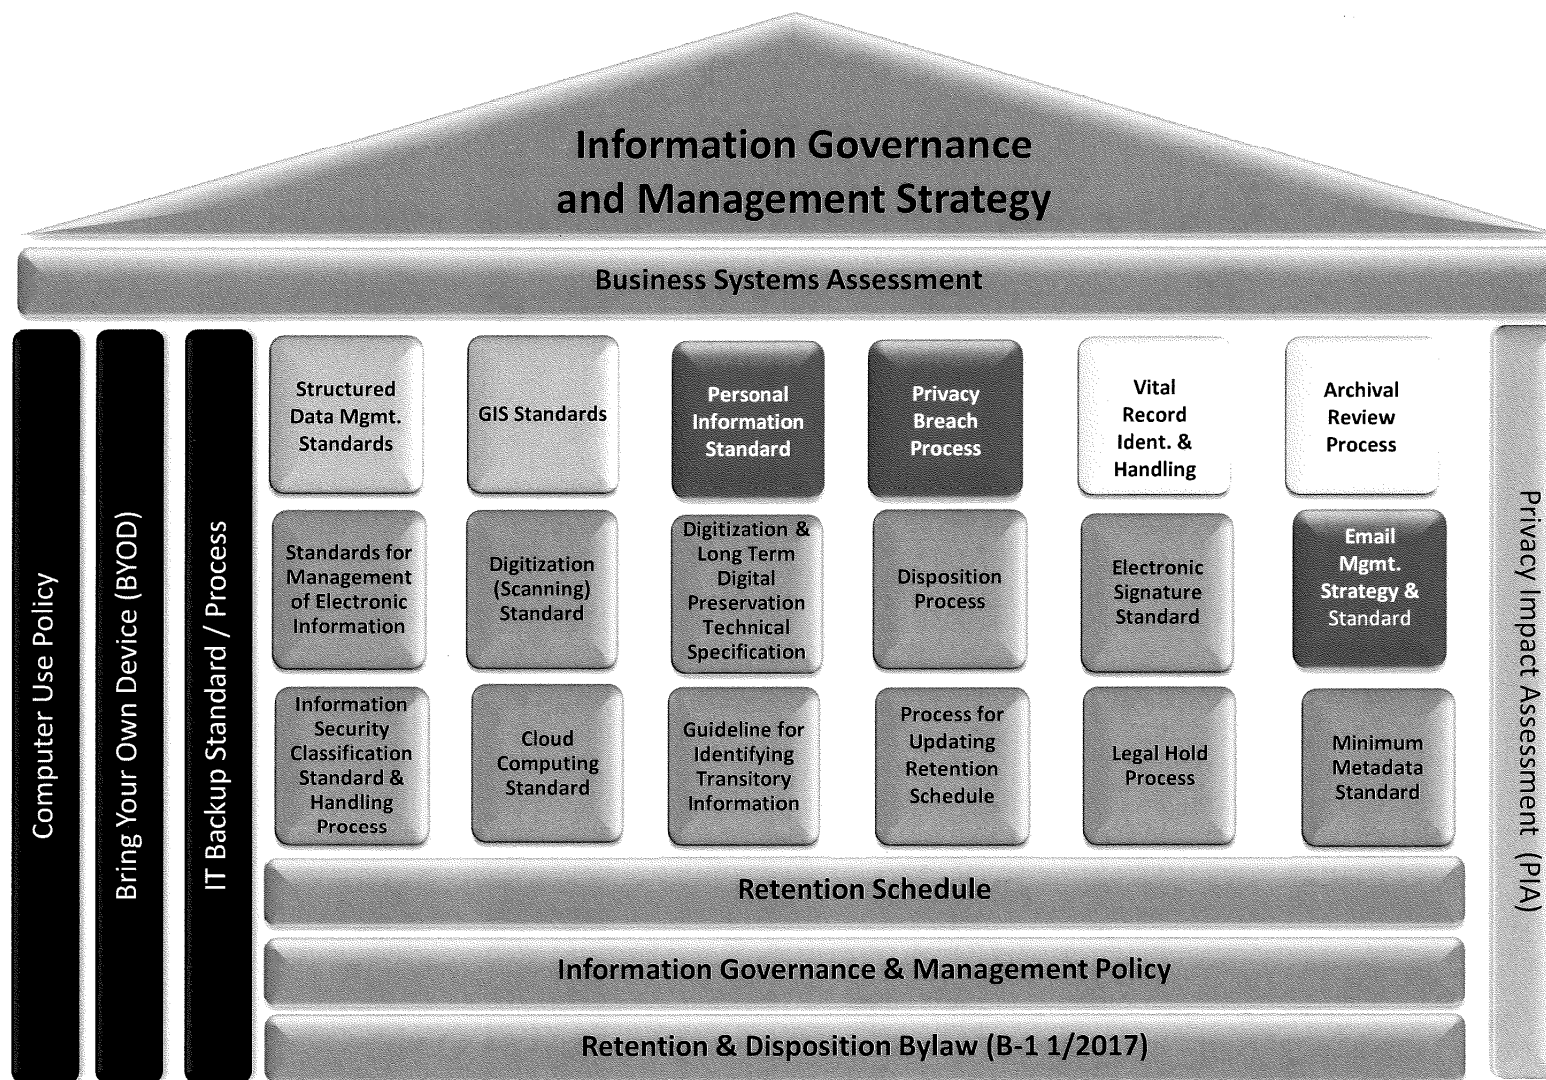 Information Governance
and Management Strategy
Business Systems Assessment
Computer Use Policy
Bring Your Own Device (BYOD)
IT Backup Standard / Process
Structured
Data Mgmt.
Standards
GIS Standards
Personal
Information
Standard
Privacy
Breach
Process
Vital
Record
Ident. &
Handling
Archival
Review
Process
Standards for
Management
of Electronic
Information
Digitization
(Scanning)
Standard
Digitization &
Long Term
Digital
Preservation
Technical
Specification
Disposition
Process
Electronic
Signature
Standard
Email
Mgmt.
Strategy &
Standard
Information
Security
Classification
Standard &
Handling
Process
Cloud
Computing
Standard
Guideline for
Identifying
Transitory
Information
Process for
Updating
Retention
Schedule
Legal Hold
Process
Minimum
Metadata
Standard
Privacy Impact Assessment (PIA)
Retention Schedule
Information Governance & Management Policy
Retention & Disposition Bylaw (B-1 1/2017)